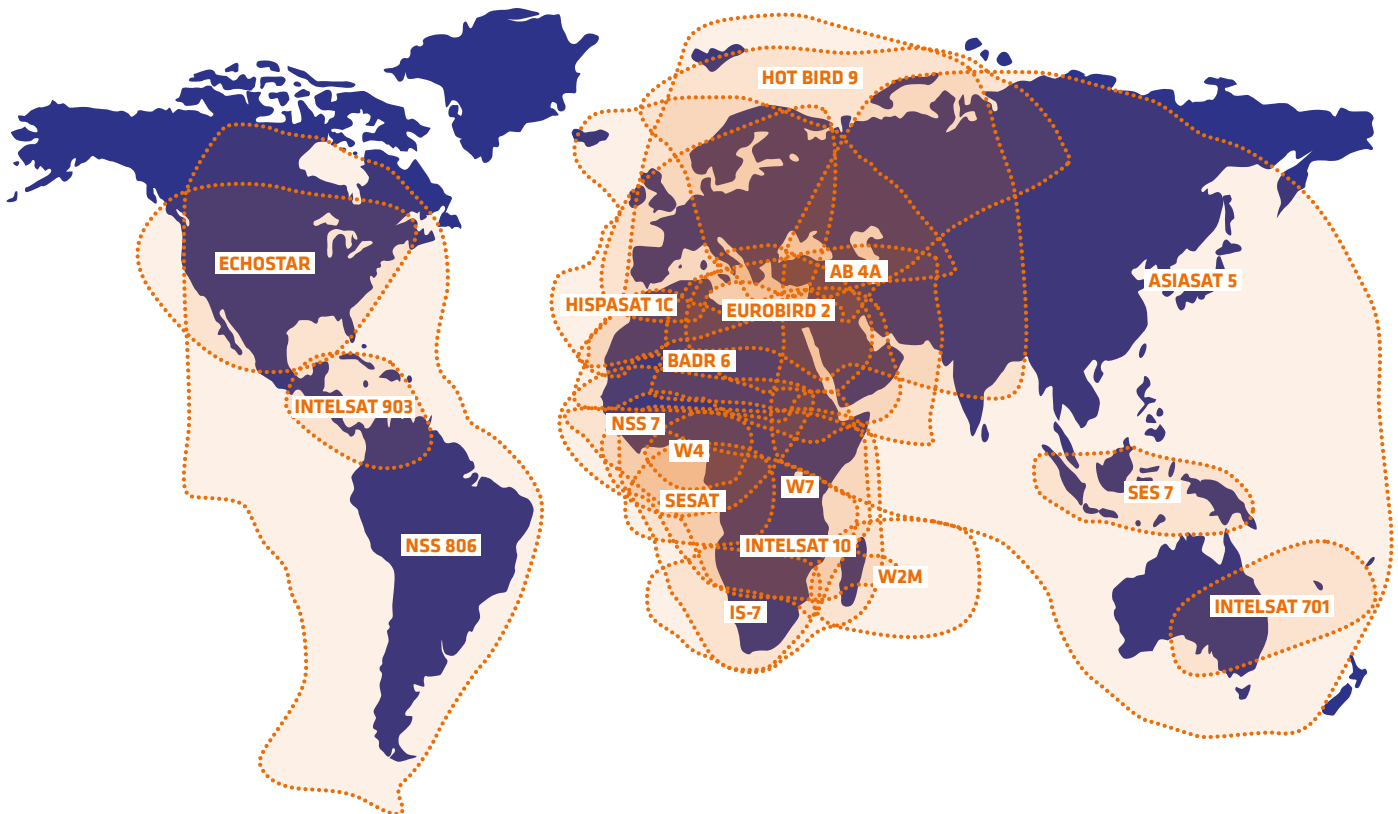 HOT BIRD 9
ECHOSTAR
AB 4A
ASIASAT 5
HISPASAT 1C
EUROBIRD 2
BADR 6
INTELSAT 903
NSS 7
W4
W7
SES 7
SESAT
NSS 806
INTELSAT 10
W2M
IS-7
INTELSAT 701